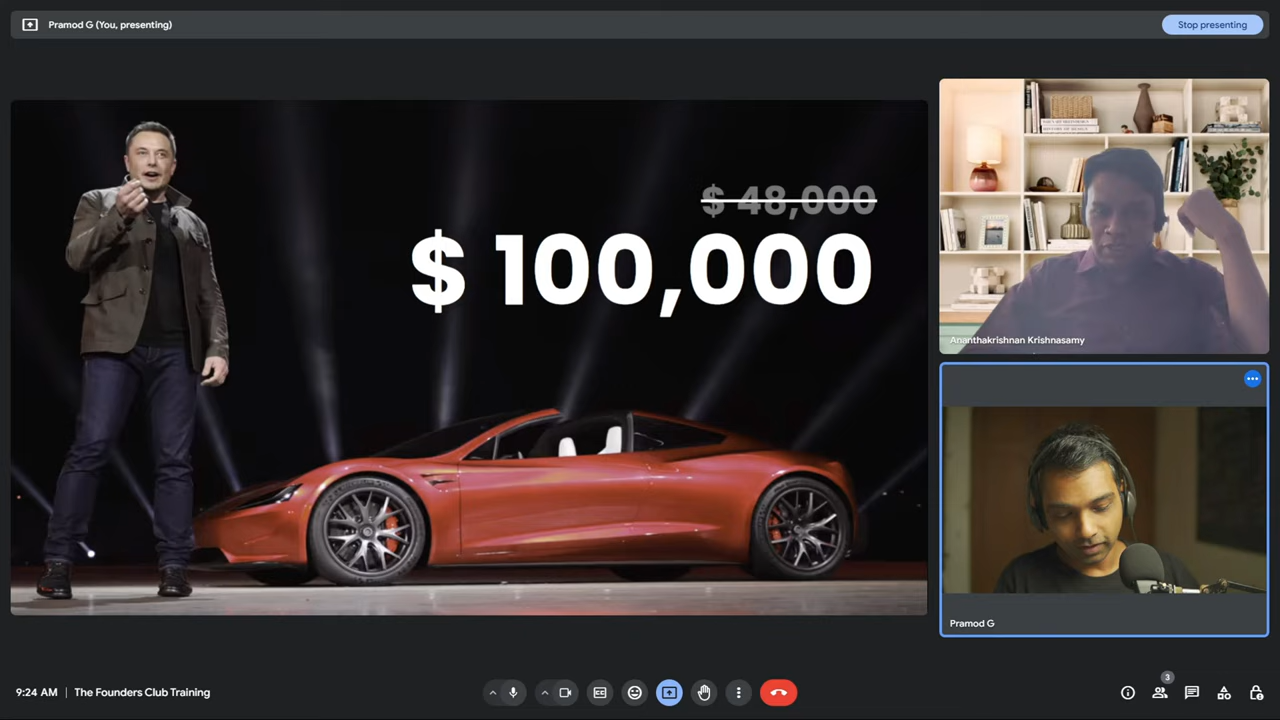 Pramod G (You, presenting)
Stop presenting
$ 48,000
$ 100,000
Ananthakrishnan Krishnasamy
Pramod G
9:24 AM | The Founders Club Training
CC
3